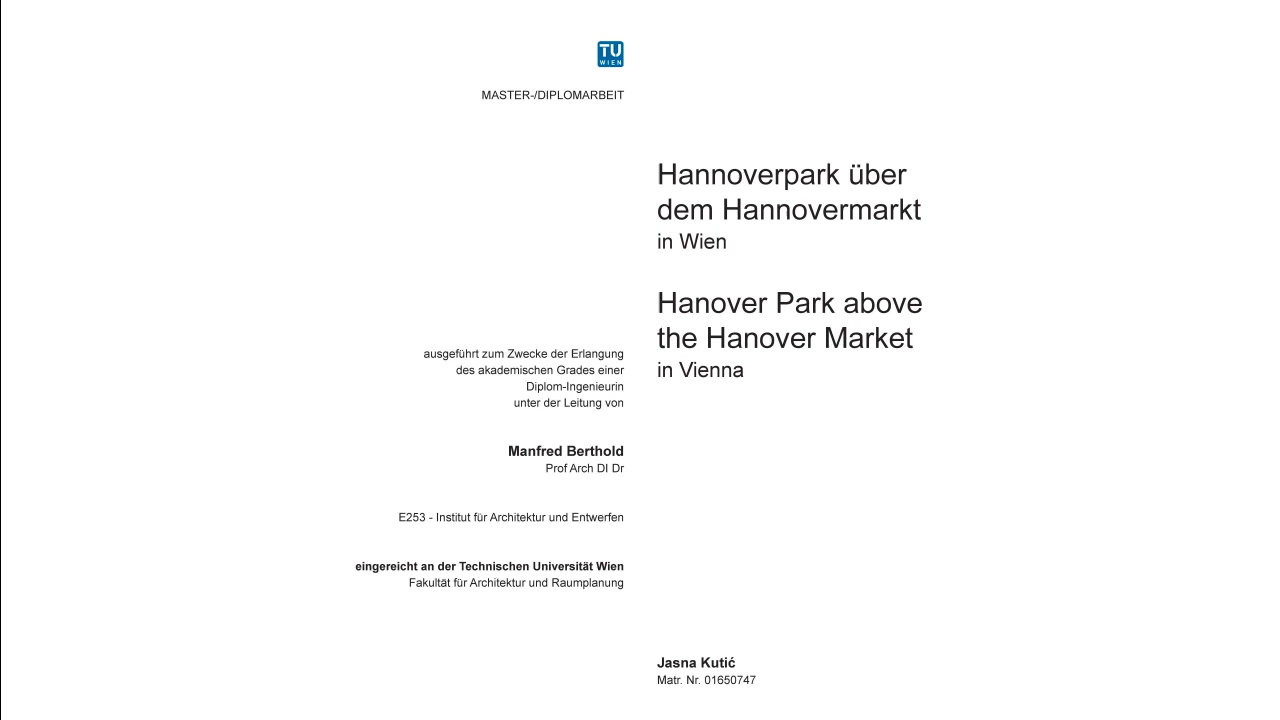 TU
WIEN
MASTER-/DIPLOMARBEIT
Hannoverpark über
dem Hannovermarkt
in Wien
Hanover Park above
the Hanover Market
in Vienna
ausgeführt zum Zwecke der Erlangung
des akademischen Grades einer
Diplom-Ingenieurin
unter der Leitung von
Manfred Berthold
Prof Arch DI Dr
E253 - Institut für Architektur und Entwerfen
eingereicht an der Technischen Universität Wien
Fakultät für Architektur und Raumplanung
Jasna Kutić
Matr. Nr. 01650747